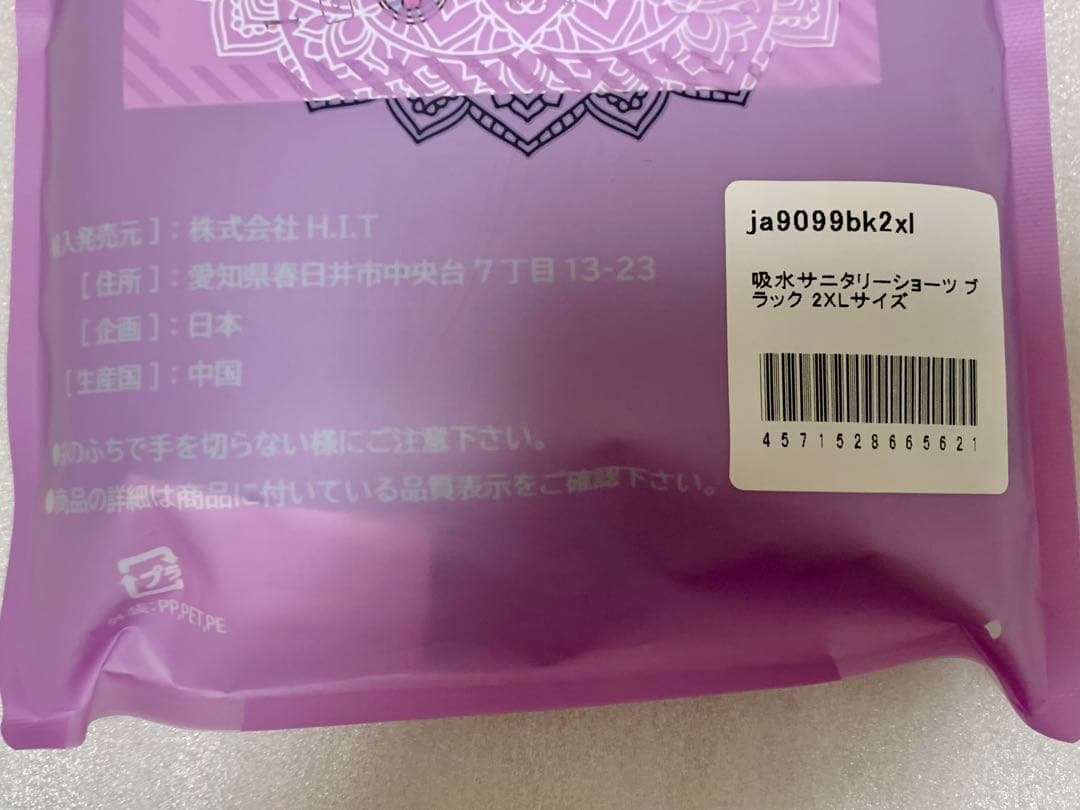 入発売元]:株式会社 H.I.T
[住所]:愛知県春日井市中央台7丁目13-23
[企画]:日本
[生産国]:中国
のふちで手を切らない様にご注意下さい。
●商品の詳細は商品に付いている品質表示をご確認下さい。
プラ
PP,PET,PE
ja9099bk2xl
吸水サニタリーショーツ ブ
ラック 2XLサイズ
4571528665621